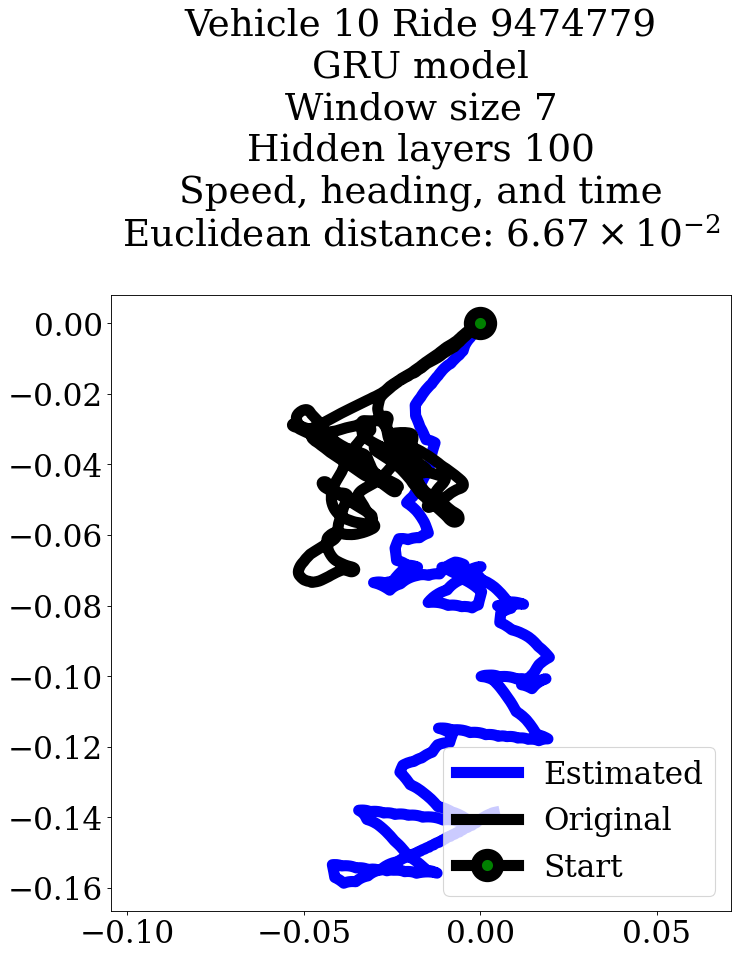 Vehicle 10 Ride 9474779
GRU model
Window size 7
Hidden layers 100
Speed, heading, and time
Euclidean distance: 6.67 × 10⁻²
0.00
−0.02
−0.04
−0.06
−0.08
−0.10
−0.12
−0.14
−0.16
Estimated
Original
Start
−0.10 −0.05 0.00 0.05